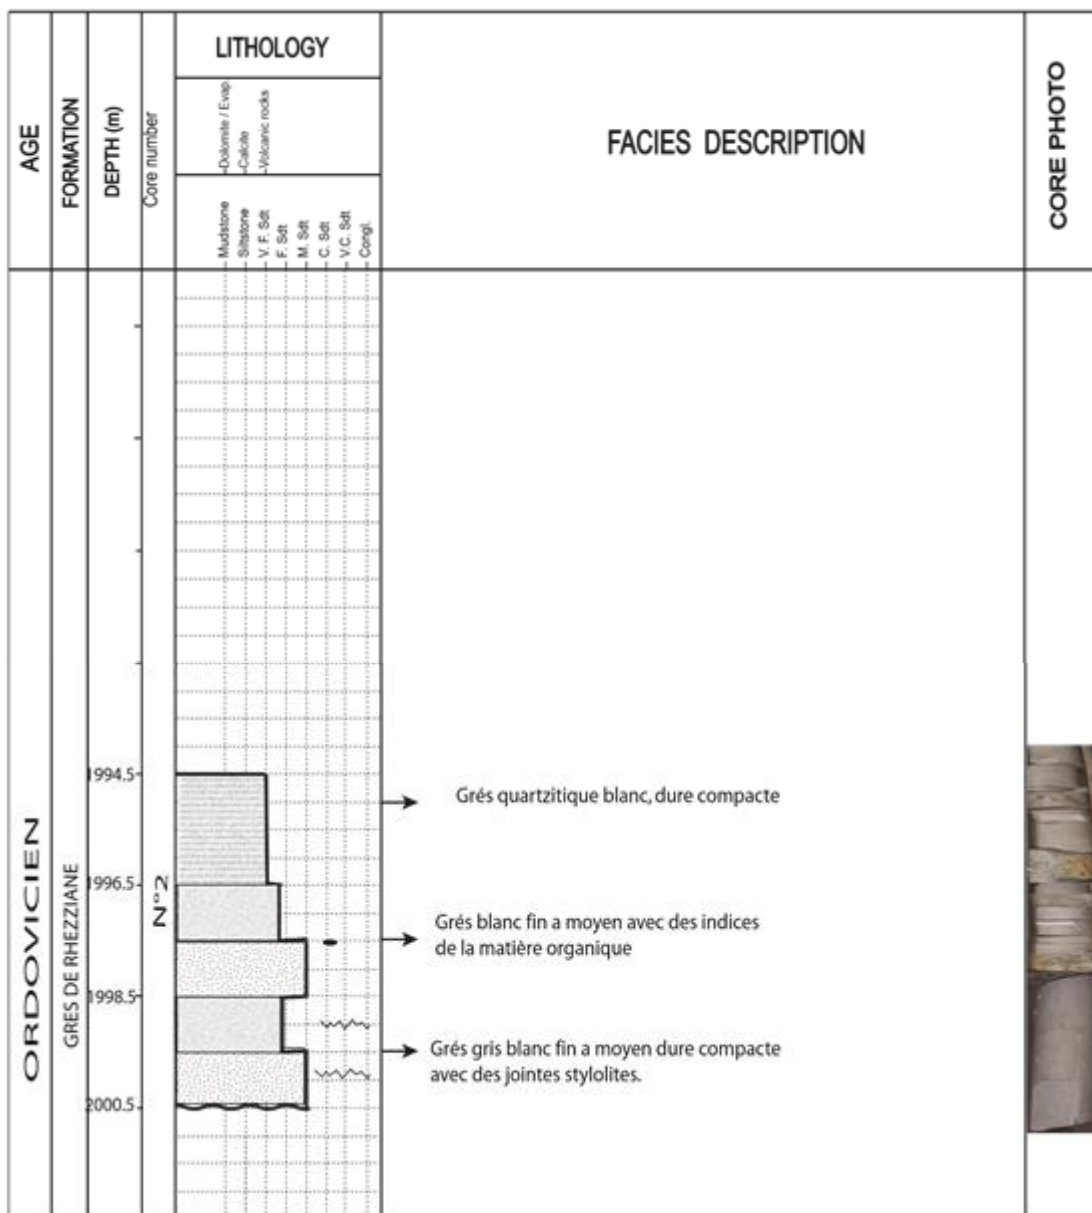 AGE
FORMATION
DEPTH (m)
Core number
LITHOLOGY
Dolomite / Evap.
Calcite
Volcanic rocks
Mudstone
Siltstone
V. F. Sdt
F. Sdt
M. Sdt
C. Sdt
V.C. Sdt
Congl.
FACIES DESCRIPTION
CORE PHOTO
ORDOVICIEN
GRES DE RHEZZIANE
1994.5
1996.5
1998.5
2000.5
N°2
Grés quartzitique blanc, dure compacte
Grés blanc fin a moyen avec des indices
de la matière organique
Grés gris blanc fin a moyen dure compacte
avec des jointes stylolites.